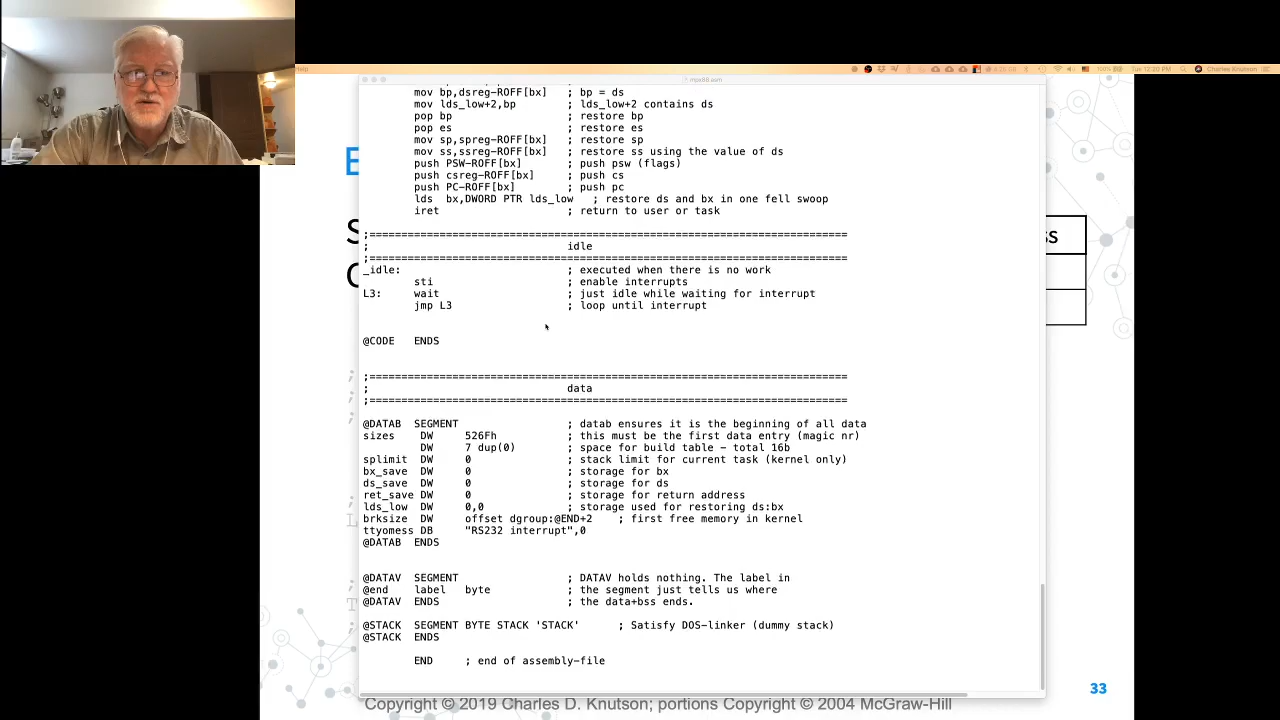 Help
4:26 GB
100%
Tue 12:20 PM
Charles Knutson
mpx88.asm
mov bp,dsreg-ROFF[bx] ; bp = ds
mov lds_low+2,bp ; lds_low+2 contains ds
pop bp ; restore bp
pop es ; restore es
mov sp,spreg-ROFF[bx] ; restore sp
mov ss,ssreg-ROFF[bx] ; restore ss using the value of ds
push PSW-ROFF[bx] ; push psw (flags)
push csreg-ROFF[bx] ; push cs
push PC-ROFF[bx] ; push pc
lds bx,DWORD PTR lds_low ; restore ds and bx in one fell swoop
iret ; return to user or task
;===========================================================================
; idle
;===========================================================================
_idle: ; executed when there is no work
sti ; enable interrupts
L3: wait ; just idle while waiting for interrupt
jmp L3 ; loop until interrupt
@CODE ENDS
;===========================================================================
; data
;===========================================================================
@DATAB SEGMENT ; datab ensures it is the beginning of all data
sizes DW 526Fh ; this must be the first data entry (magic nr)
DW 7 dup(0) ; space for build table - total 16b
splimit DW 0 ; stack limit for current task (kernel only)
bx_save DW 0 ; storage for bx
ds_save DW 0 ; storage for ds
ret_save DW 0 ; storage for return address
lds_low DW 0,0 ; storage used for restoring ds:bx
brksize DW offset dgroup:@END+2 ; first free memory in kernel
ttyomess DB "RS232 interrupt",0
@DATAB ENDS
@DATAV SEGMENT ; DATAV holds nothing. The label in
@end label byte ; the segment just tells us where
@DATAV ENDS ; the data+bss ends.
@STACK SEGMENT BYTE STACK 'STACK' ; Satisfy DOS-linker (dummy stack)
@STACK ENDS
END ; end of assembly-file
33
Copyright © 2019 Charles D. Knutson; portions Copyright © 2004 McGraw-Hill